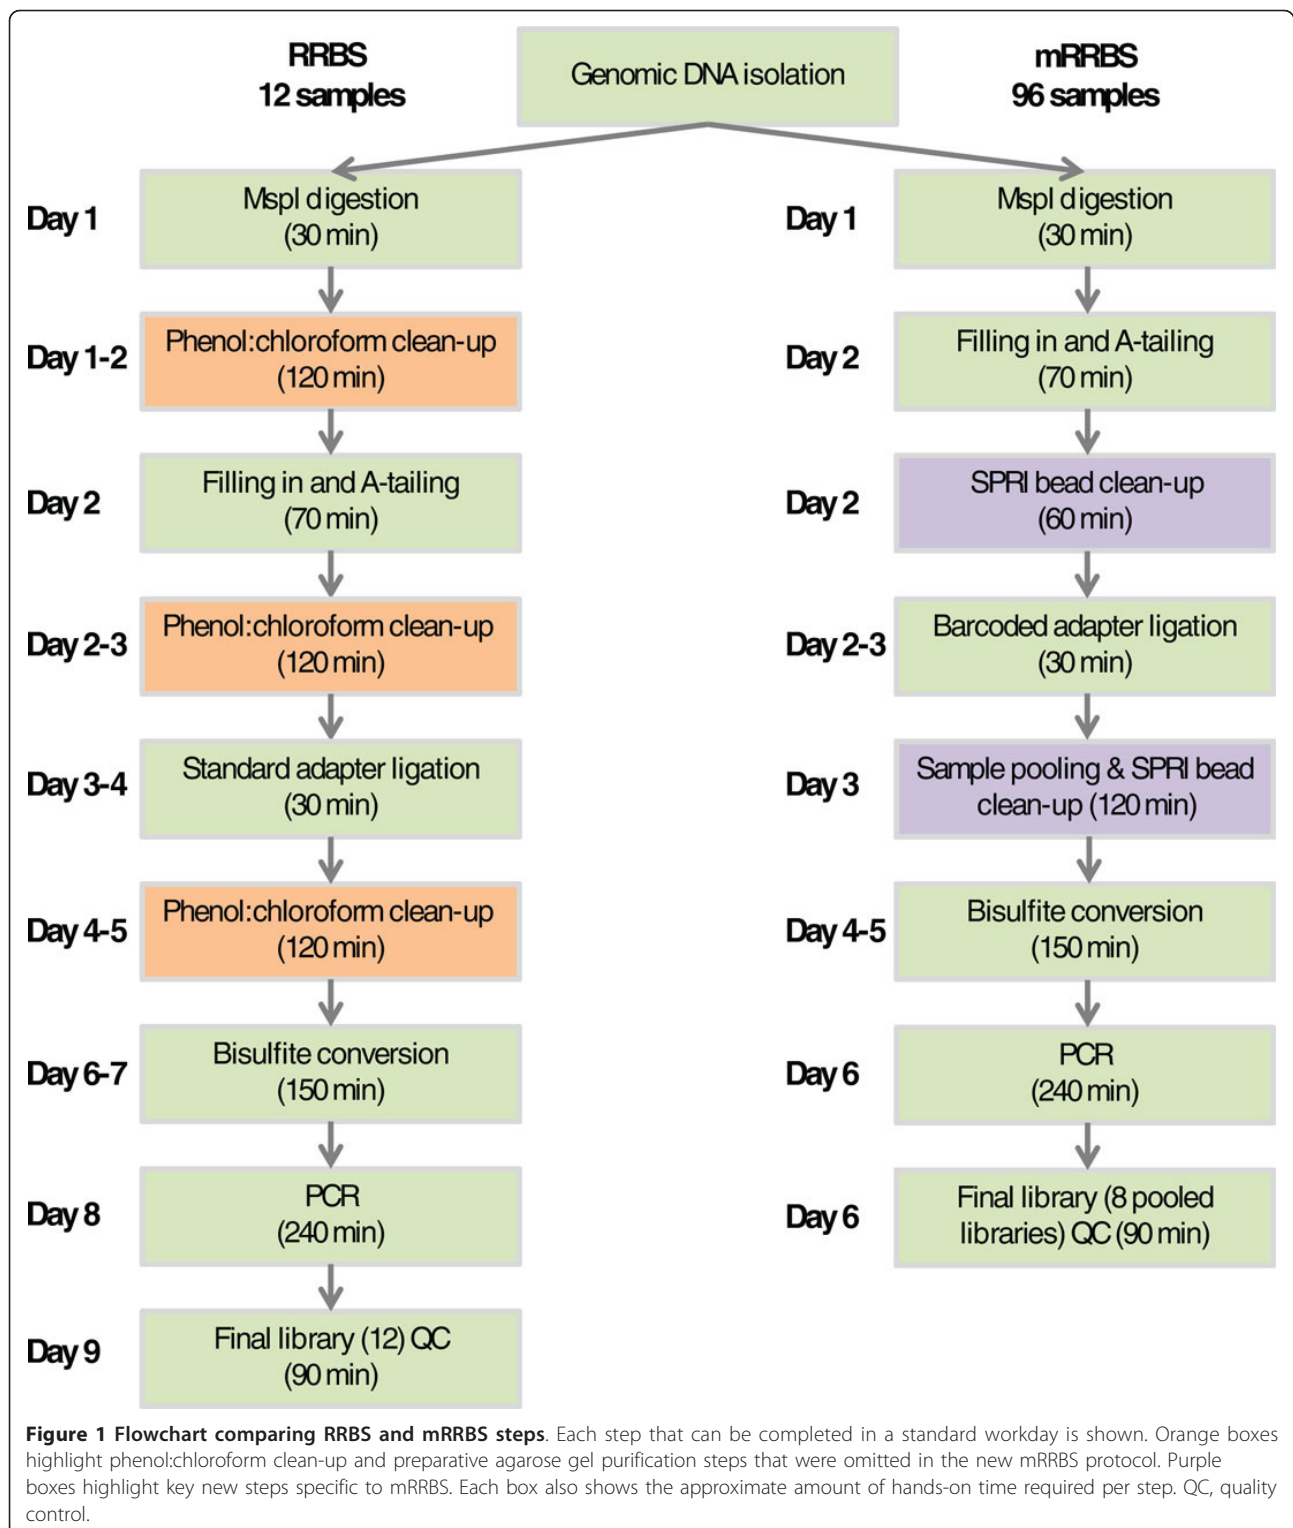 RRBS
12 samples
Genomic DNA isolation
mRRBS
96 samples
Day 1
MspI digestion
(30 min)
Day 1-2
Phenol:chloroform clean-up
(120 min)
Day 2
Filling in and A-tailing
(70 min)
Day 2-3
Phenol:chloroform clean-up
(120 min)
Day 3-4
Standard adapter ligation
(30 min)
Day 4-5
Phenol:chloroform clean-up
(120 min)
Day 6-7
Bisulfite conversion
(150 min)
Day 8
PCR
(240 min)
Day 9
Final library (12) QC
(90 min)
Day 1
MspI digestion
(30 min)
Day 2
Filling in and A-tailing
(70 min)
Day 2
SPRI bead clean-up
(60 min)
Day 2-3
Barcoded adapter ligation
(30 min)
Day 3
Sample pooling & SPRI bead
clean-up (120 min)
Day 4-5
Bisulfite conversion
(150 min)
Day 6
PCR
(240 min)
Day 6
Final library (8 pooled
libraries) QC (90 min)
Figure 1 Flowchart comparing RRBS and mRRBS steps. Each step that can be completed in a standard workday is shown. Orange boxes
highlight phenol:chloroform clean-up and preparative agarose gel purification steps that were omitted in the new mRRBS protocol. Purple
boxes highlight key new steps specific to mRRBS. Each box also shows the approximate amount of hands-on time required per step. QC, quality
control.